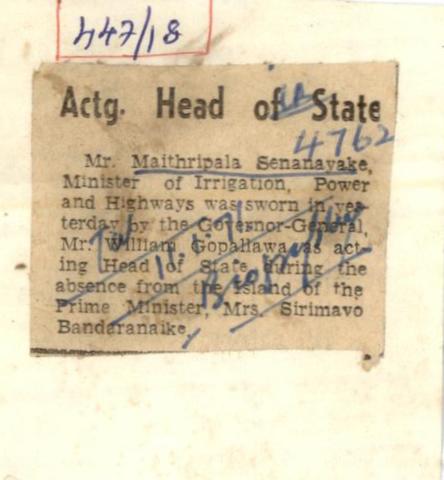 447/18
Actg. Head of State
4762
Mr. Maithripala Senanayake,
Minister of Irrigation, Power
and Highways was sworn in yes-
terday by the Governor-General,
Mr. William Gopallawa as act-
ing Head of State during the
absence from the Island of the
Prime Minister, Mrs. Sirimavo
Bandaranaike.
Biography